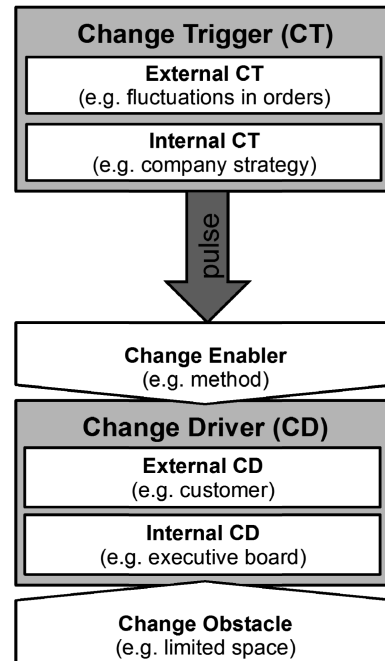 Change Trigger (CT)
External CT
(e.g. fluctuations in orders)
Internal CT
(e.g. company strategy)
pulse
Change Enabler
(e.g. method)
Change Driver (CD)
External CD
(e.g. customer)
Internal CD
(e.g. executive board)
Change Obstacle
(e.g. limited space)